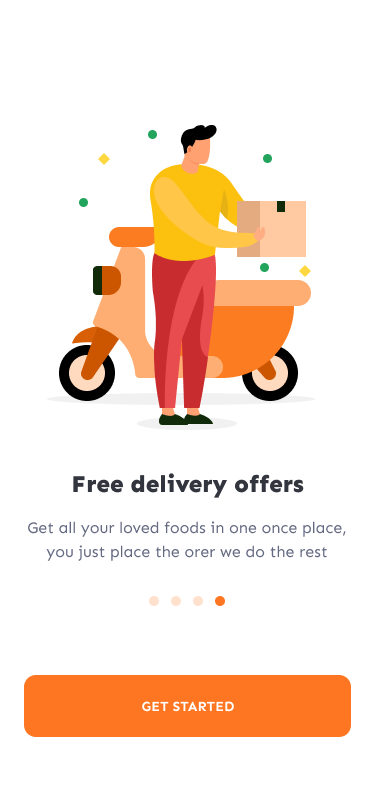 Free delivery offers
Get all your loved foods in one once place,
you just place the orer we do the rest
GET STARTED